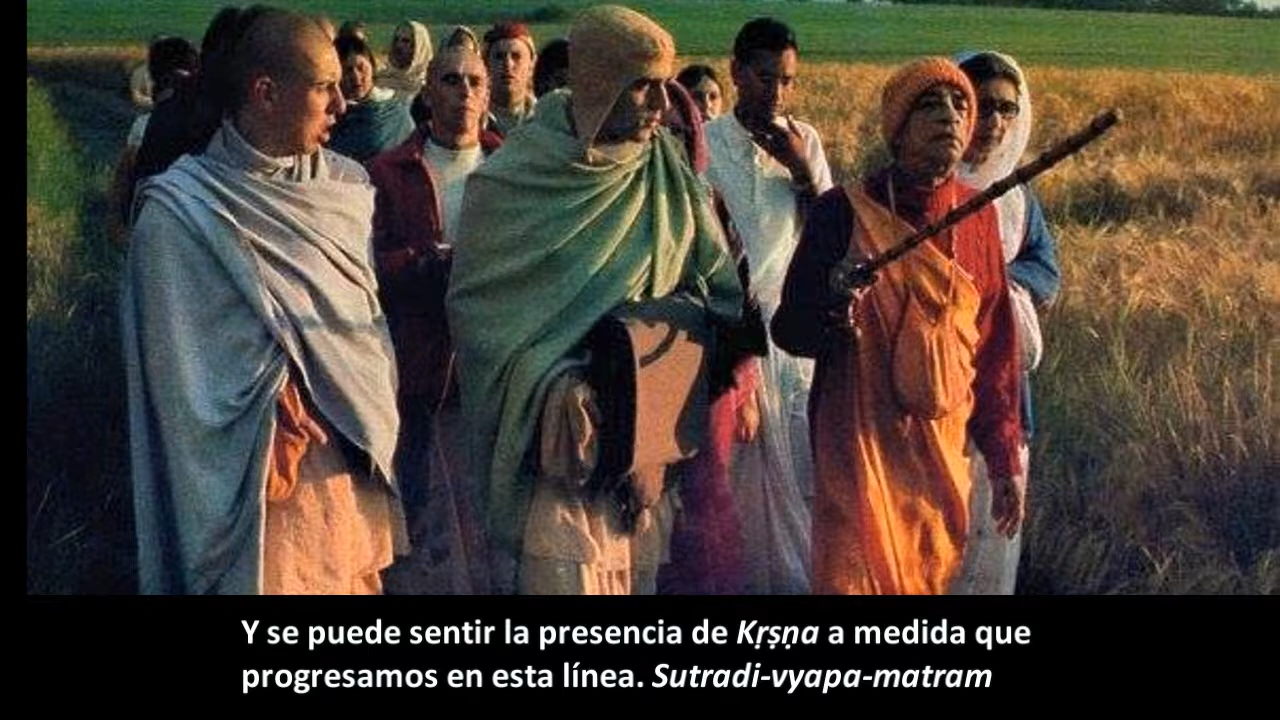 Y se puede sentir la presencia de Kṛṣṇa a medida que
progresamos en esta línea. Sutradi-vyapa-matram